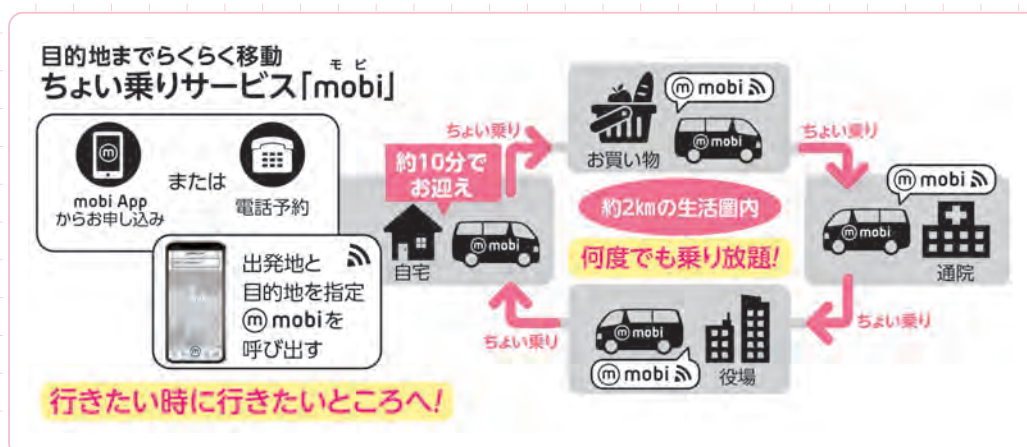 目的地までらくらく移動
モビ
ちょい乗りサービス「mobi」
mobi App
からお申し込み
または
電話予約
出発地と
目的地を指定
m mobiを
呼び出す
行きたい時に行きたいところへ!
約10分で
お迎え
自宅
m mobi
ちょい乗り
お買い物
m mobi
m mobi
ちょい乗り
約2kmの生活圏内
何度でも乗り放題!
m mobi
m mobi
通院
ちょい乗り
m mobi
m mobi
役場
ちょい乗り